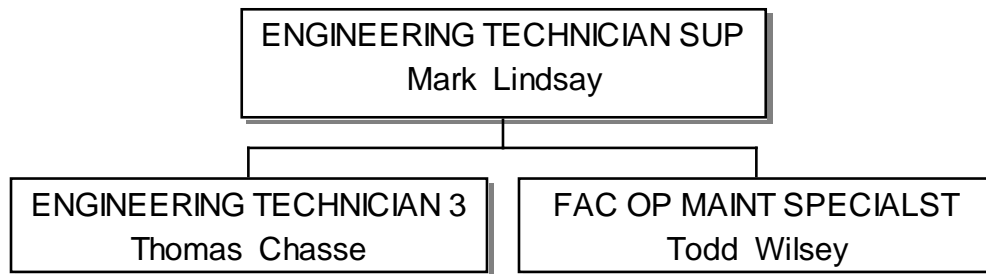 ENGINEERING TECHNICIAN SUP
Mark Lindsay
ENGINEERING TECHNICIAN 3
Thomas Chasse
FAC OP MAINT SPECIALST
Todd Wilsey